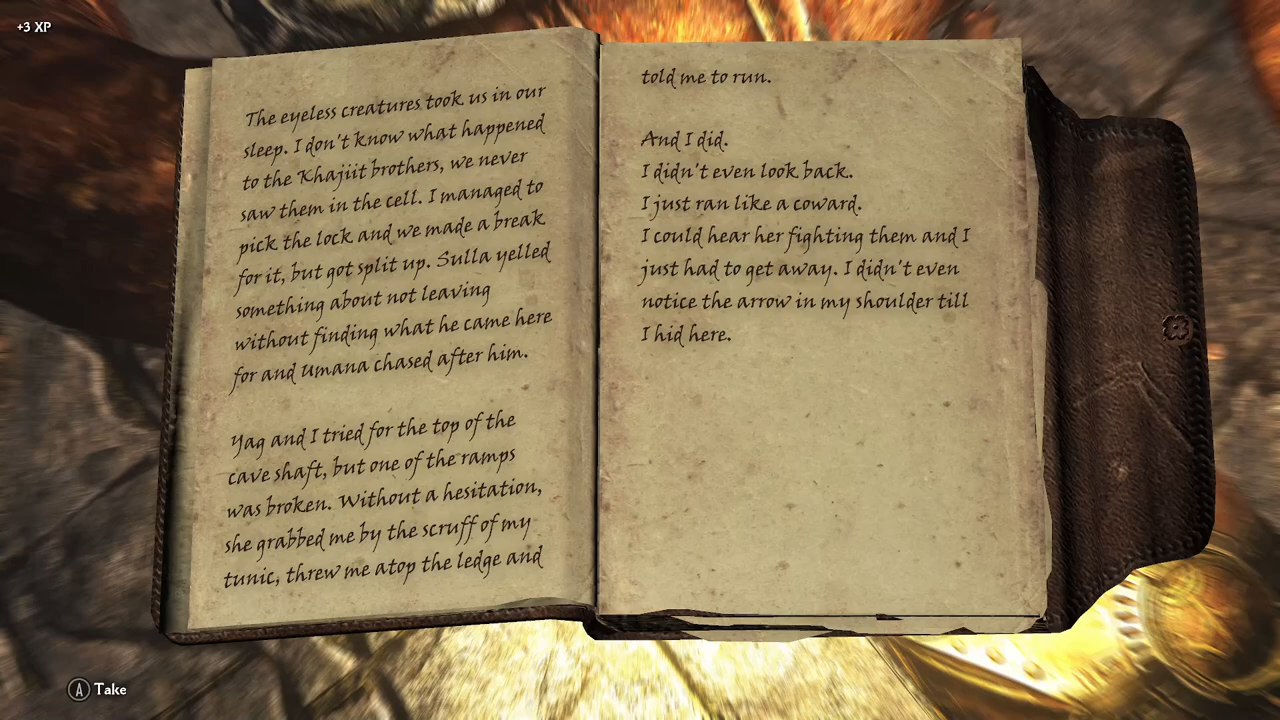 +3 XP
The eyeless creatures took us in our
sleep. I don't know what happened
to the Khajiit brothers, we never
saw them in the cell. I managed to
pick the lock and we made a break
for it, but got split up. Sulla yelled
something about not leaving
without finding what he came here
for and Umana chased after him.
Yag and I tried for the top of the
cave shaft, but one of the ramps
was broken. Without a hesitation,
she grabbed me by the scruff of my
tunic, threw me atop the ledge and
told me to run.
And I did.
I didn't even look back.
I just ran like a coward.
I could hear her fighting them and I
just had to get away. I didn't even
notice the arrow in my shoulder till
I hid here.
A Take